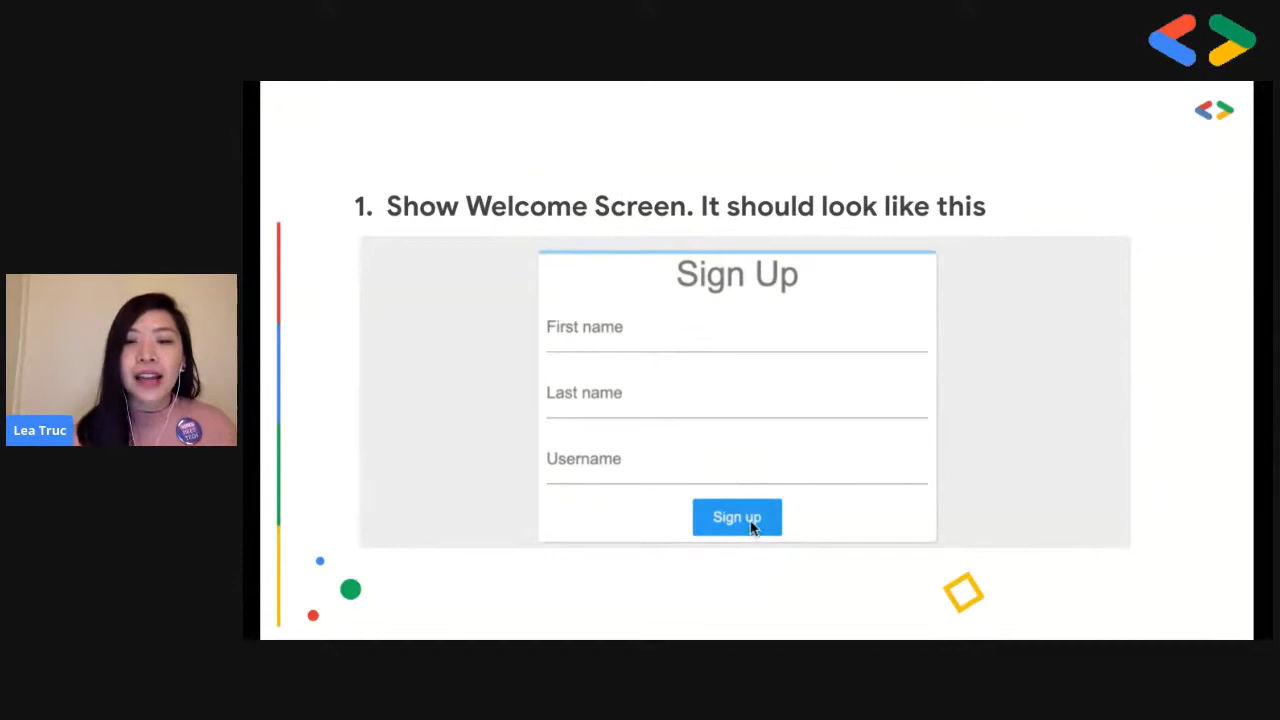 1. Show Welcome Screen. It should look like this
Sign Up
First name
Last name
Username
Sign up
Lea Truc